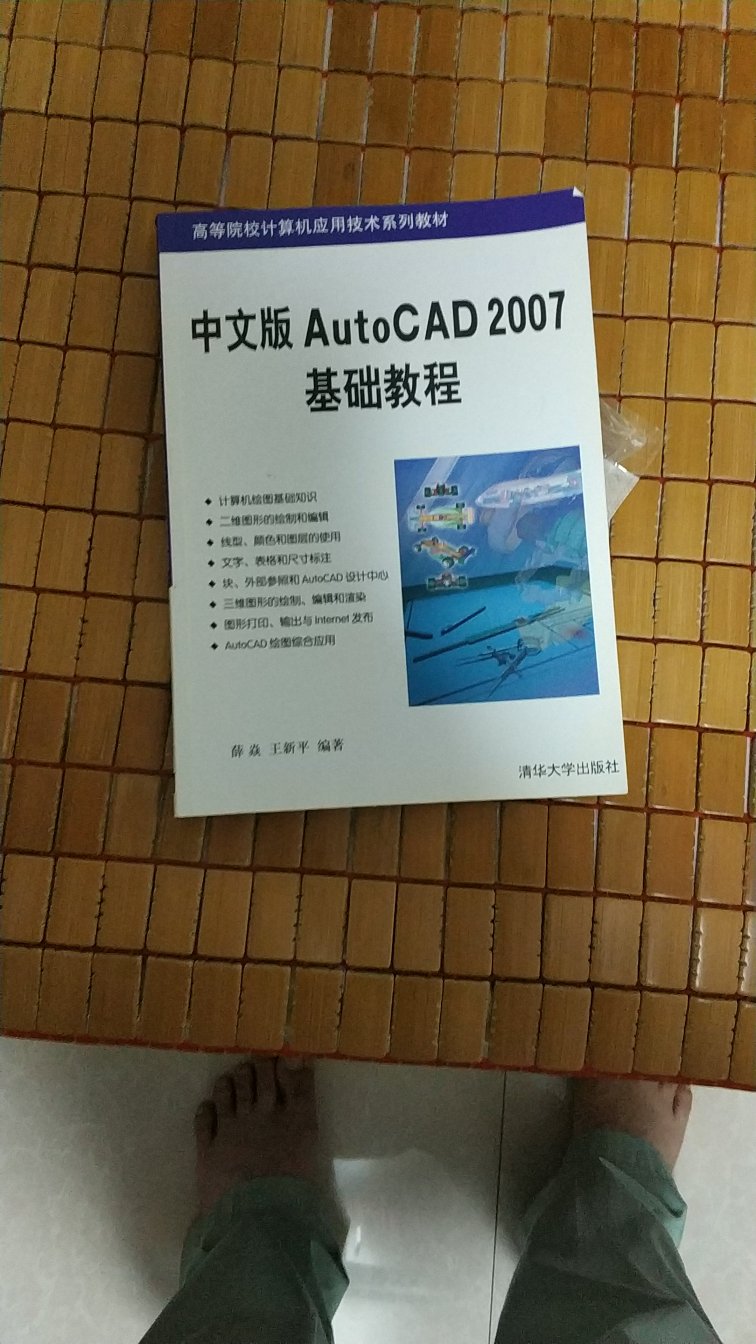 高等院校计算机应用技术系列教材
中文版 AutoCAD 2007
基础教程
◆ 计算机绘图基础知识
◆ 二维图形的绘制和编辑
◆ 线型、颜色和图层的使用
◆ 文字、表格和尺寸标注
◆ 块、外部参照和 AutoCAD 设计中心
◆ 三维图形的绘制、编辑和渲染
◆ 图形打印、输出与 Internet 发布
◆ AutoCAD 绘图综合应用
薛焱 王新平 编著
清华大学出版社